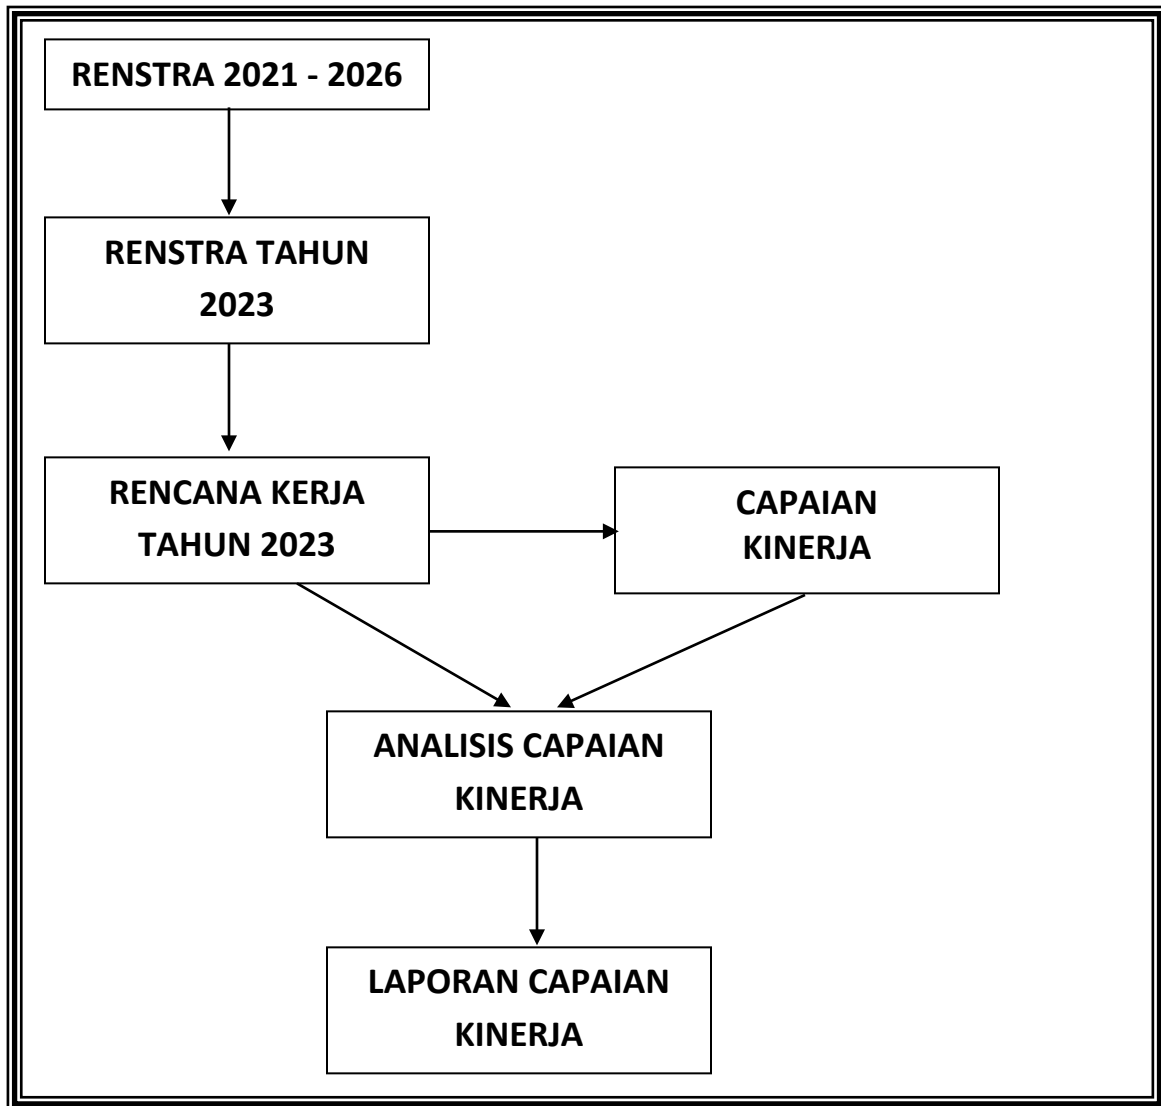 RENSTRA 2021 - 2026
RENSTRA TAHUN
2023
RENCANA KERJA
TAHUN 2023
CAPAIAN
KINERJA
ANALISIS CAPAIAN
KINERJA
LAPORAN CAPAIAN
KINERJA